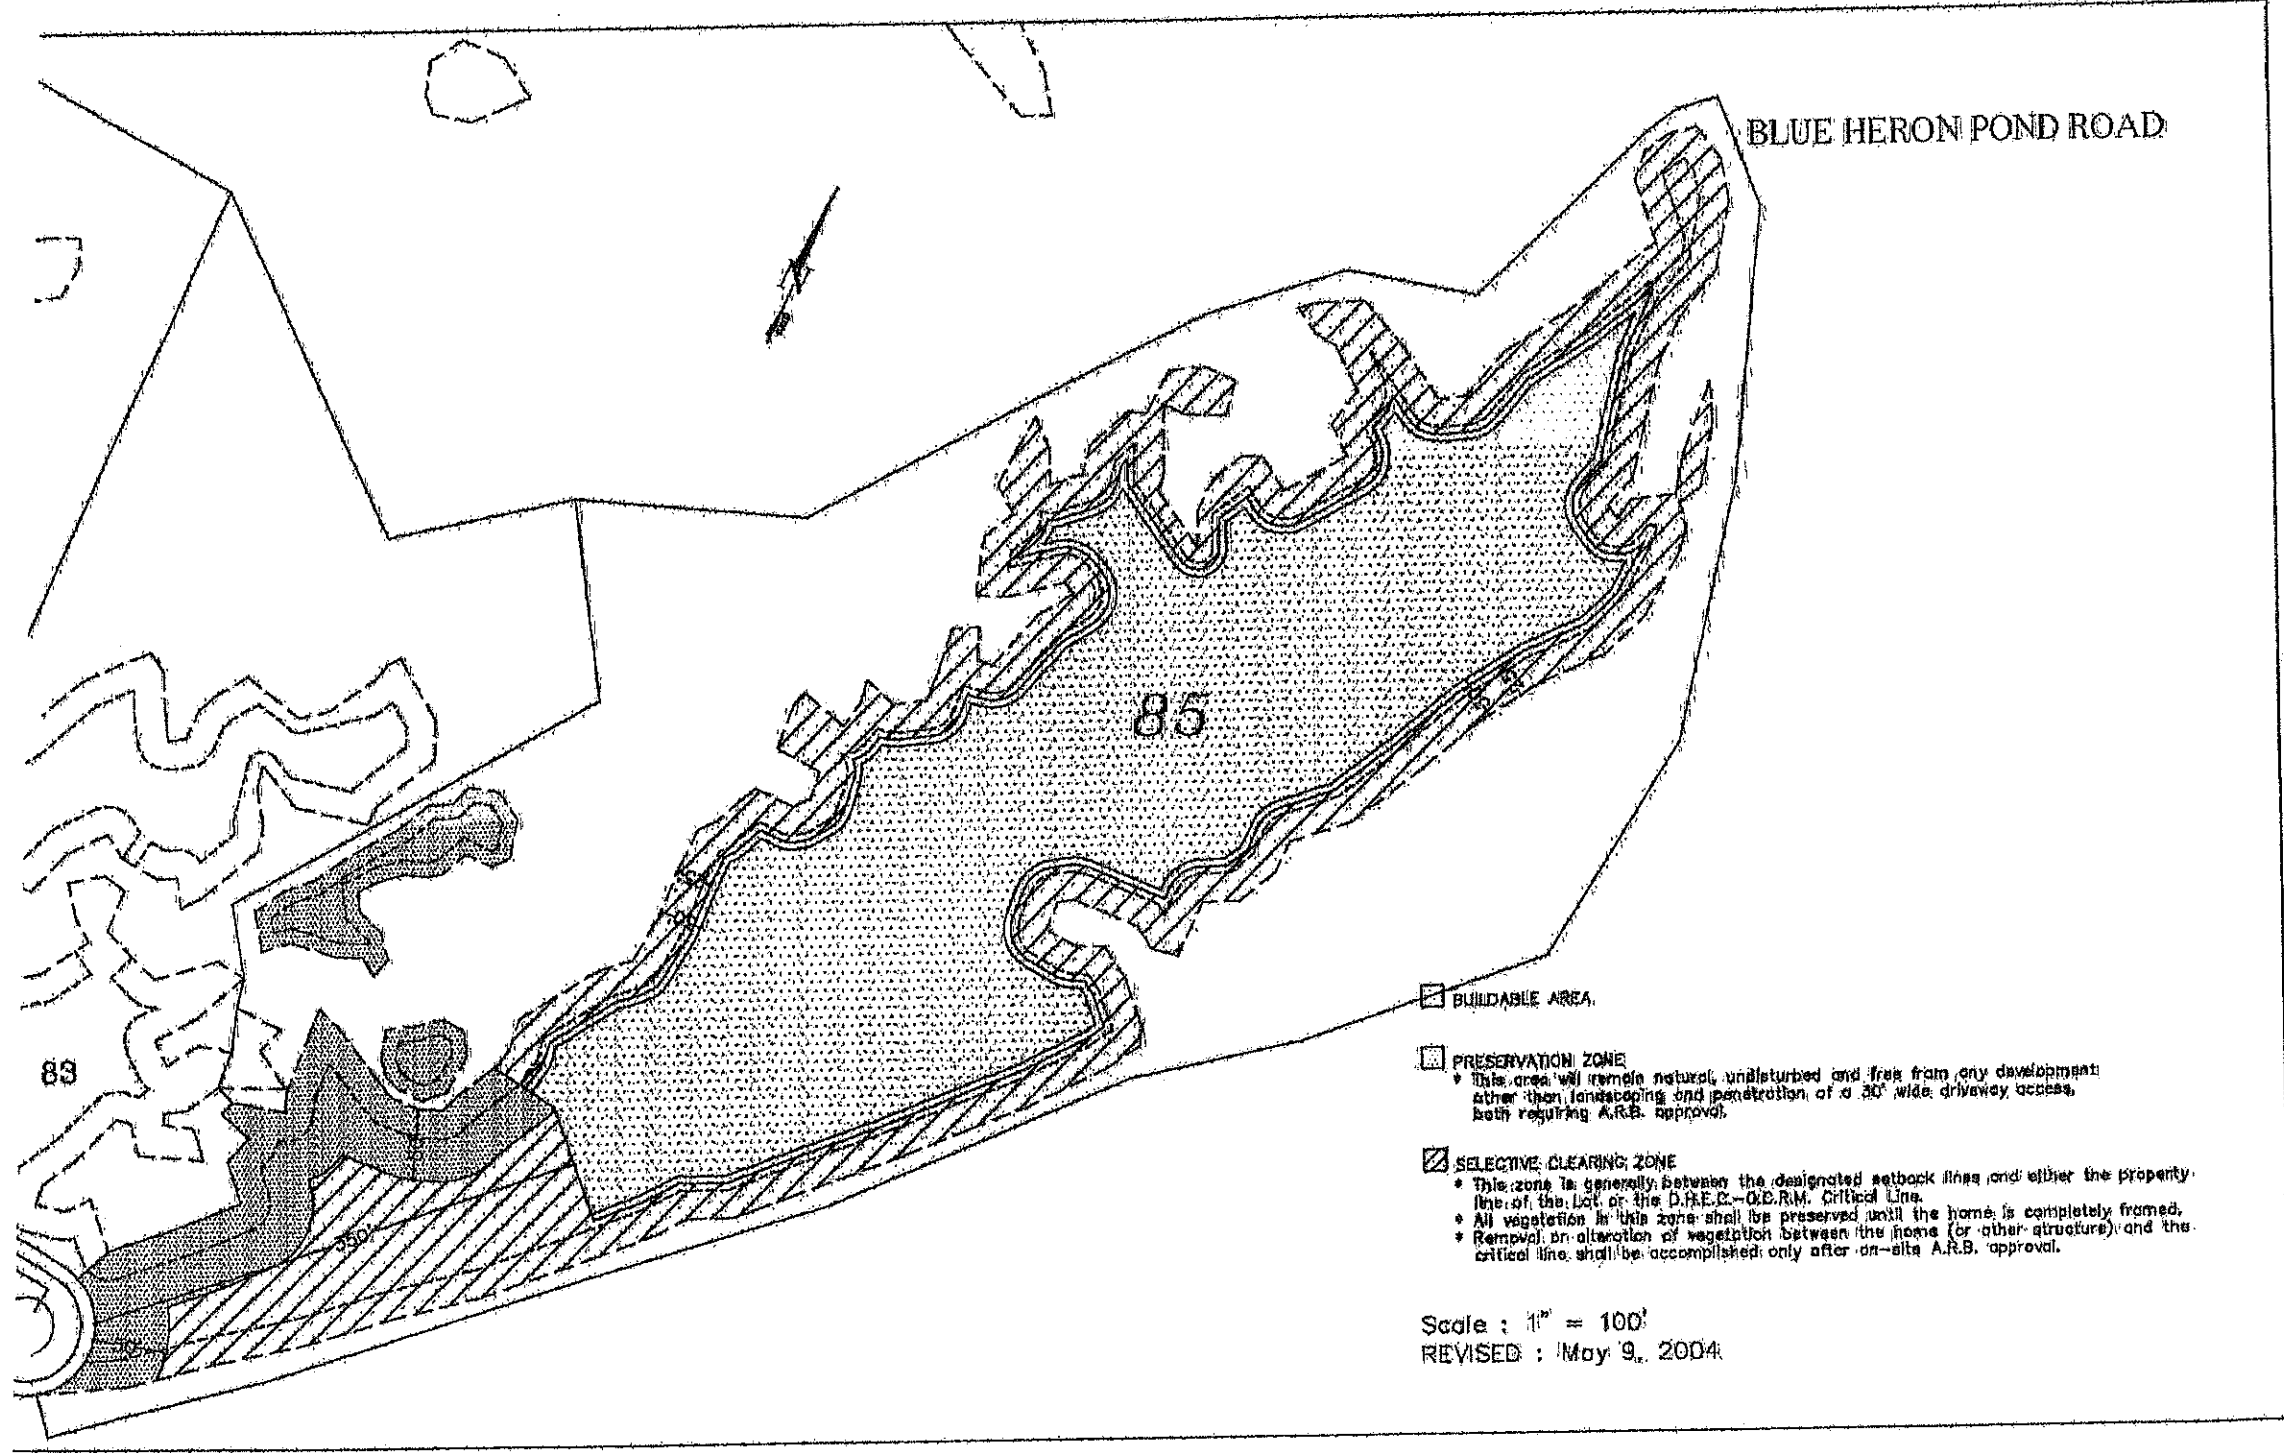 BLUE HERON POND ROAD
85
83
350'
BUILDABLE AREA.
PRESERVATION ZONE
* This area will remain natural, undisturbed and free from any development
other than landscaping and penetration of a 30' wide driveway access,
both requiring A.R.B. approval.
SELECTIVE CLEARING ZONE
* This zone is generally between the designated setback lines and either the property
line of the Lot or the D.H.E.C.-O.C.R.M. Critical Line.
* All vegetation in this zone shall be preserved until the home is completely framed.
* Removal or alteration of vegetation between the home (or other structure) and the
critical line shall be accomplished only after on-site A.R.B. approval.
Scale : 1" = 100'
REVISED : May 9, 2004